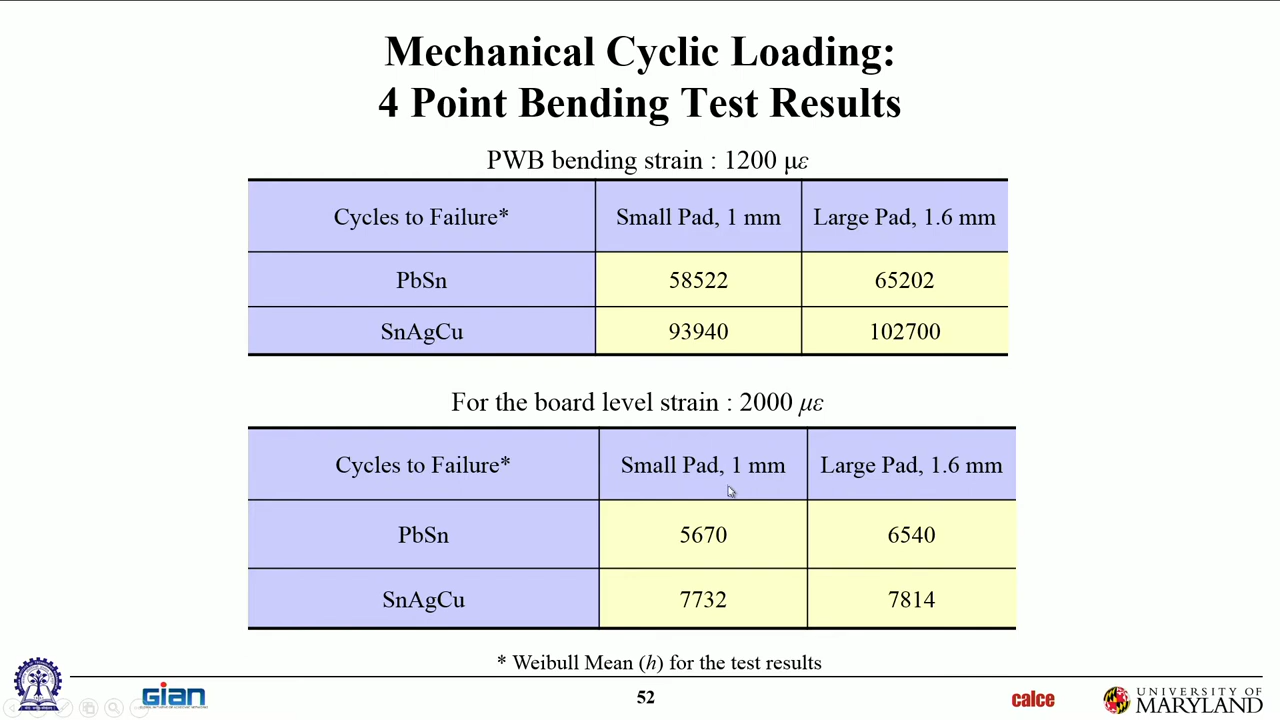 Mechanical Cyclic Loading:
4 Point Bending Test Results
PWB bending strain : 1200 µε
Cycles to Failure* Small Pad, 1 mm Large Pad, 1.6 mm
PbSn 58522 65202
SnAgCu 93940 102700
For the board level strain : 2000 µε
Cycles to Failure* Small Pad, 1 mm Large Pad, 1.6 mm
PbSn 5670 6540
SnAgCu 7732 7814
* Weibull Mean (h) for the test results
GIAN
52
calce
UNIVERSITY OF
MARYLAND